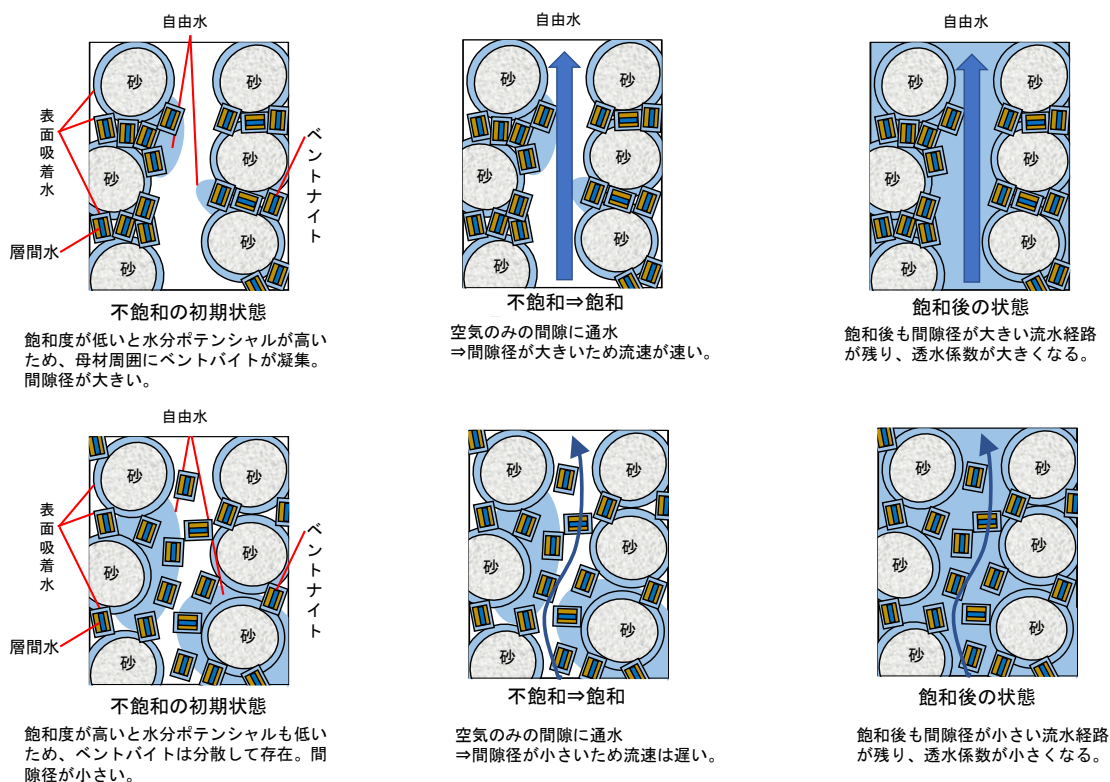 自由水
砂
砂
砂
砂
砂
砂
表面吸着水
層間水
ベントナイト
不飽和の初期状態
飽和度が低いと水分ポテンシャルが高い
ため、母材周囲にベントバイトが凝集。
間隙径が大きい。
自由水
砂
砂
砂
砂
砂
砂
不飽和⇒飽和
空気のみの間隙に通水
⇒間隙径が大きいため流速が速い。
自由水
砂
砂
砂
砂
砂
砂
飽和後の状態
飽和後も間隙径が大きい流水経路
が残り、透水係数が大きくなる。
自由水
砂
砂
砂
砂
砂
砂
表面吸着水
層間水
ベントナイト
不飽和の初期状態
飽和度が高いと水分ポテンシャルも低い
ため、ベントバイトは分散して存在。間
隙径が小さい。
砂
砂
砂
砂
砂
砂
不飽和⇒飽和
空気のみの間隙に通水
⇒間隙径が小さいため流速は遅い。
砂
砂
砂
砂
砂
砂
飽和後の状態
飽和後も間隙径が小さい流水経路
が残り、透水係数が小さくなる。